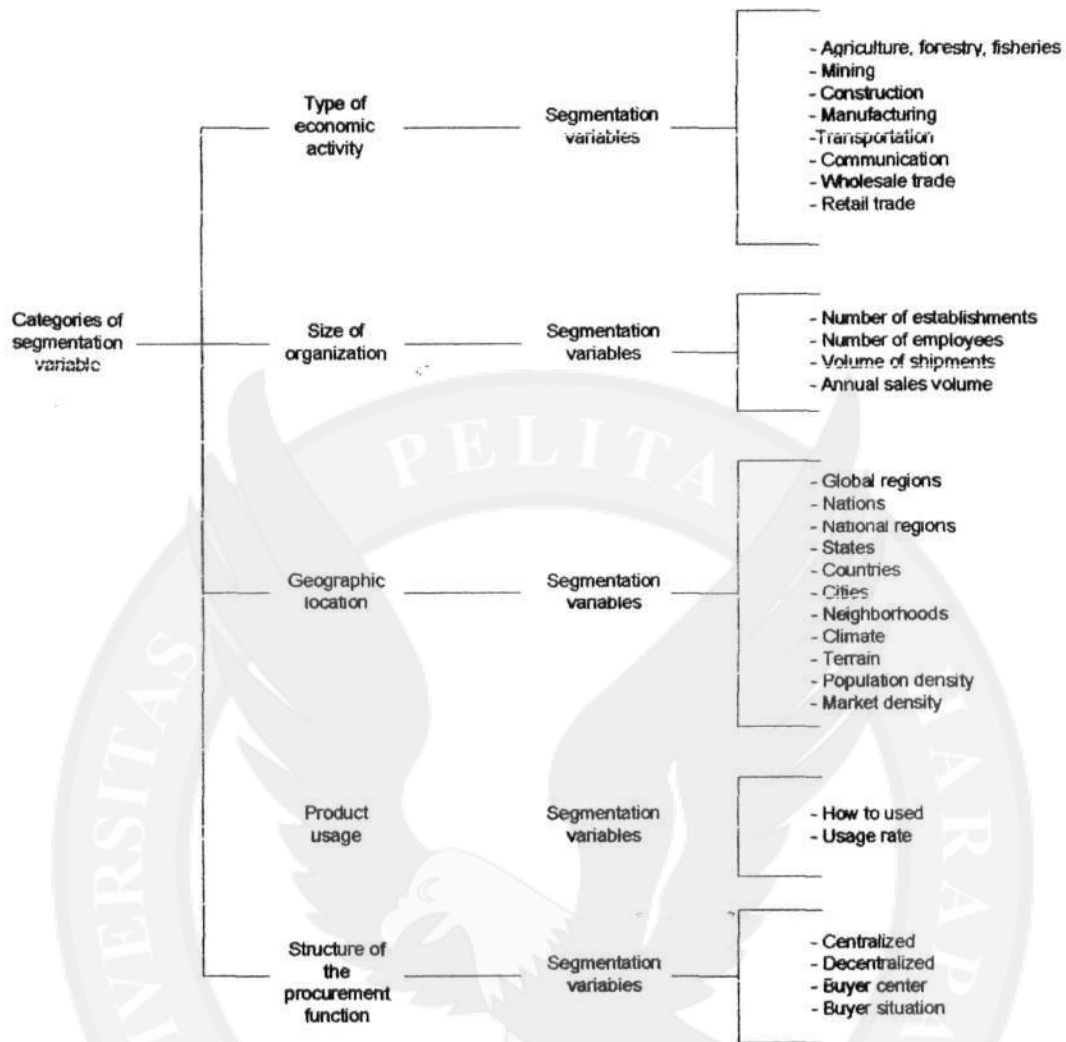 Categories of
segmentation
variable
Type of
economic
activity
Segmentation
variables
- Agriculture, forestry, fisheries
- Mining
- Construction
- Manufacturing
-Transportation
- Communication
- Wholesale trade
- Retail trade
Size of
organization
Segmentation
variables
- Number of establishments
- Number of employees
- Volume of shipments
- Annual sales volume
Geographic
location
Segmentation
variables
- Global regions
- Nations
- National regions
- States
- Countries
- Cities
- Neighborhoods
- Climate
- Terrain
- Population density
- Market density
Product
usage
Segmentation
variables
- How to used
- Usage rate
Structure of
the
procurement
function
Segmentation
variables
- Centralized
- Decentralized
- Buyer center
- Buyer situation
UNIVERSITAS PELITA HARAPAN